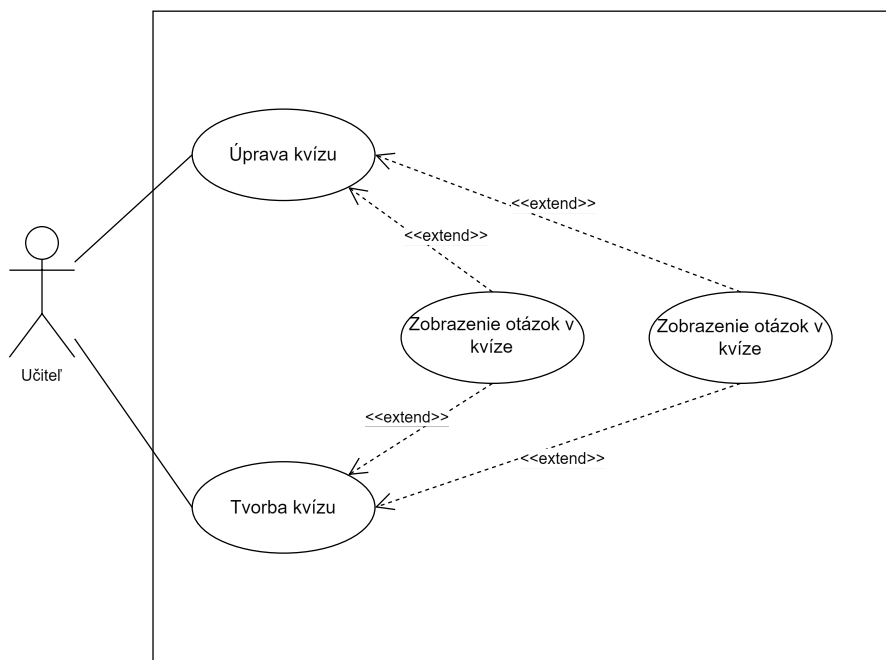 Úprava kvízu
<<extend>>
<<extend>>
Zobrazenie otázok v
kvíze
Zobrazenie otázok v
kvíze
Učiteľ
<<extend>>
<<extend>>
Tvorba kvízu